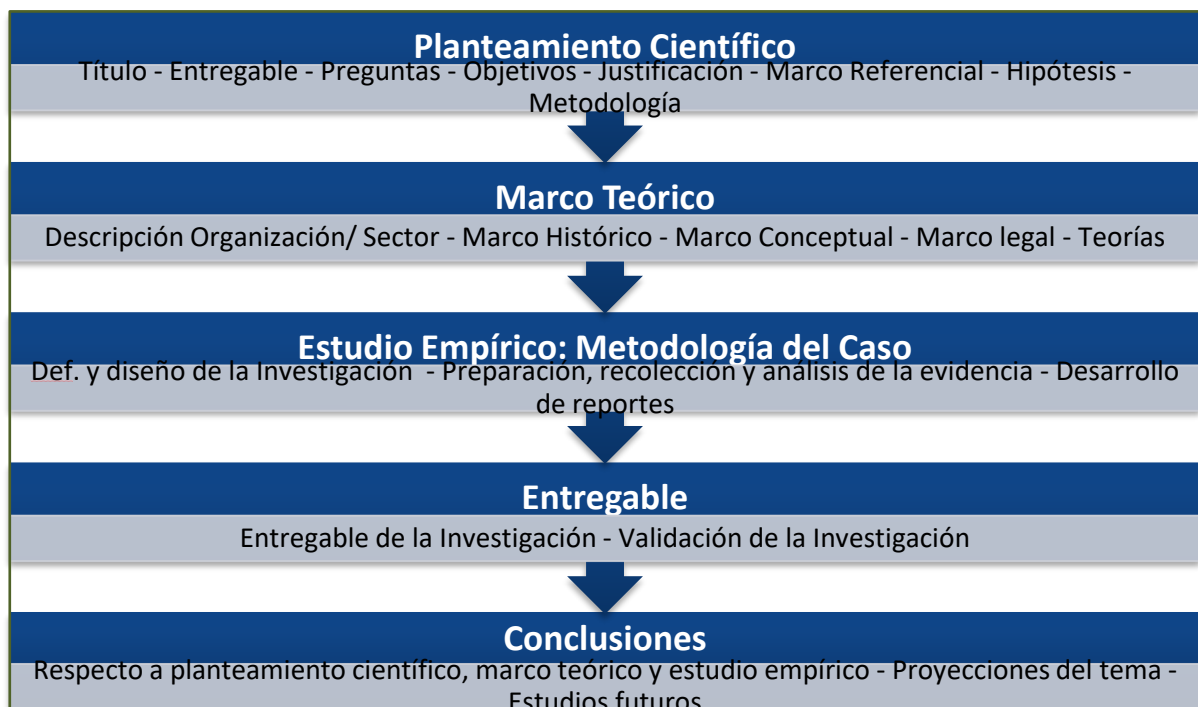 Planteamiento Científico
Título - Entregable - Preguntas - Objetivos - Justificación - Marco Referencial - Hipótesis -
Metodología
Marco Teórico
Descripción Organización/ Sector - Marco Histórico - Marco Conceptual - Marco legal - Teorías
Estudio Empírico: Metodología del Caso
Def. y diseño de la Investigación  - Preparación, recolección y análisis de la evidencia - Desarrollo
de reportes
Entregable
Entregable de la Investigación - Validación de la Investigación
Conclusiones
Respecto a planteamiento científico, marco teórico y estudio empírico - Proyecciones del tema -
Estudios futuros